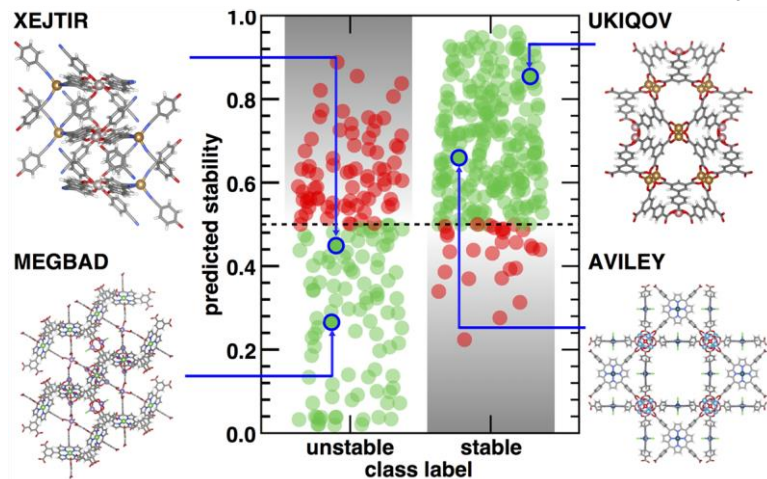 XEJTIR
UKIQOV
MEGBAD
AVILEY
predicted stability
1.0
0.8
0.6
0.4
0.2
0.0
unstable
stable
class label